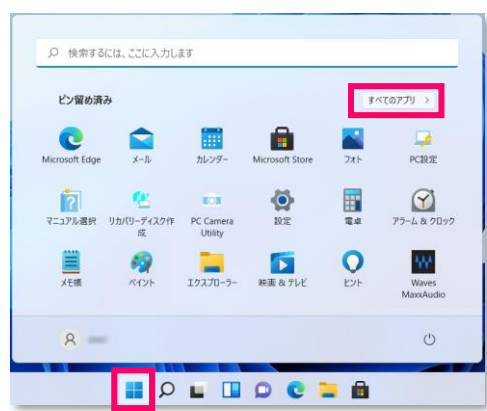 検索するには、ここに入力します
ピン留め済み
すべてのアプリ >
Microsoft Edge
メール
カレンダー
Microsoft Store
フォト
PC設定
マニュアル選択
リカバリーディスク作
成
PC Camera
Utility
設定
電卓
アラーム & クロック
メモ帳
ペイント
エクスプローラー
映画 & テレビ
ヒント
Waves
MaxxAudio